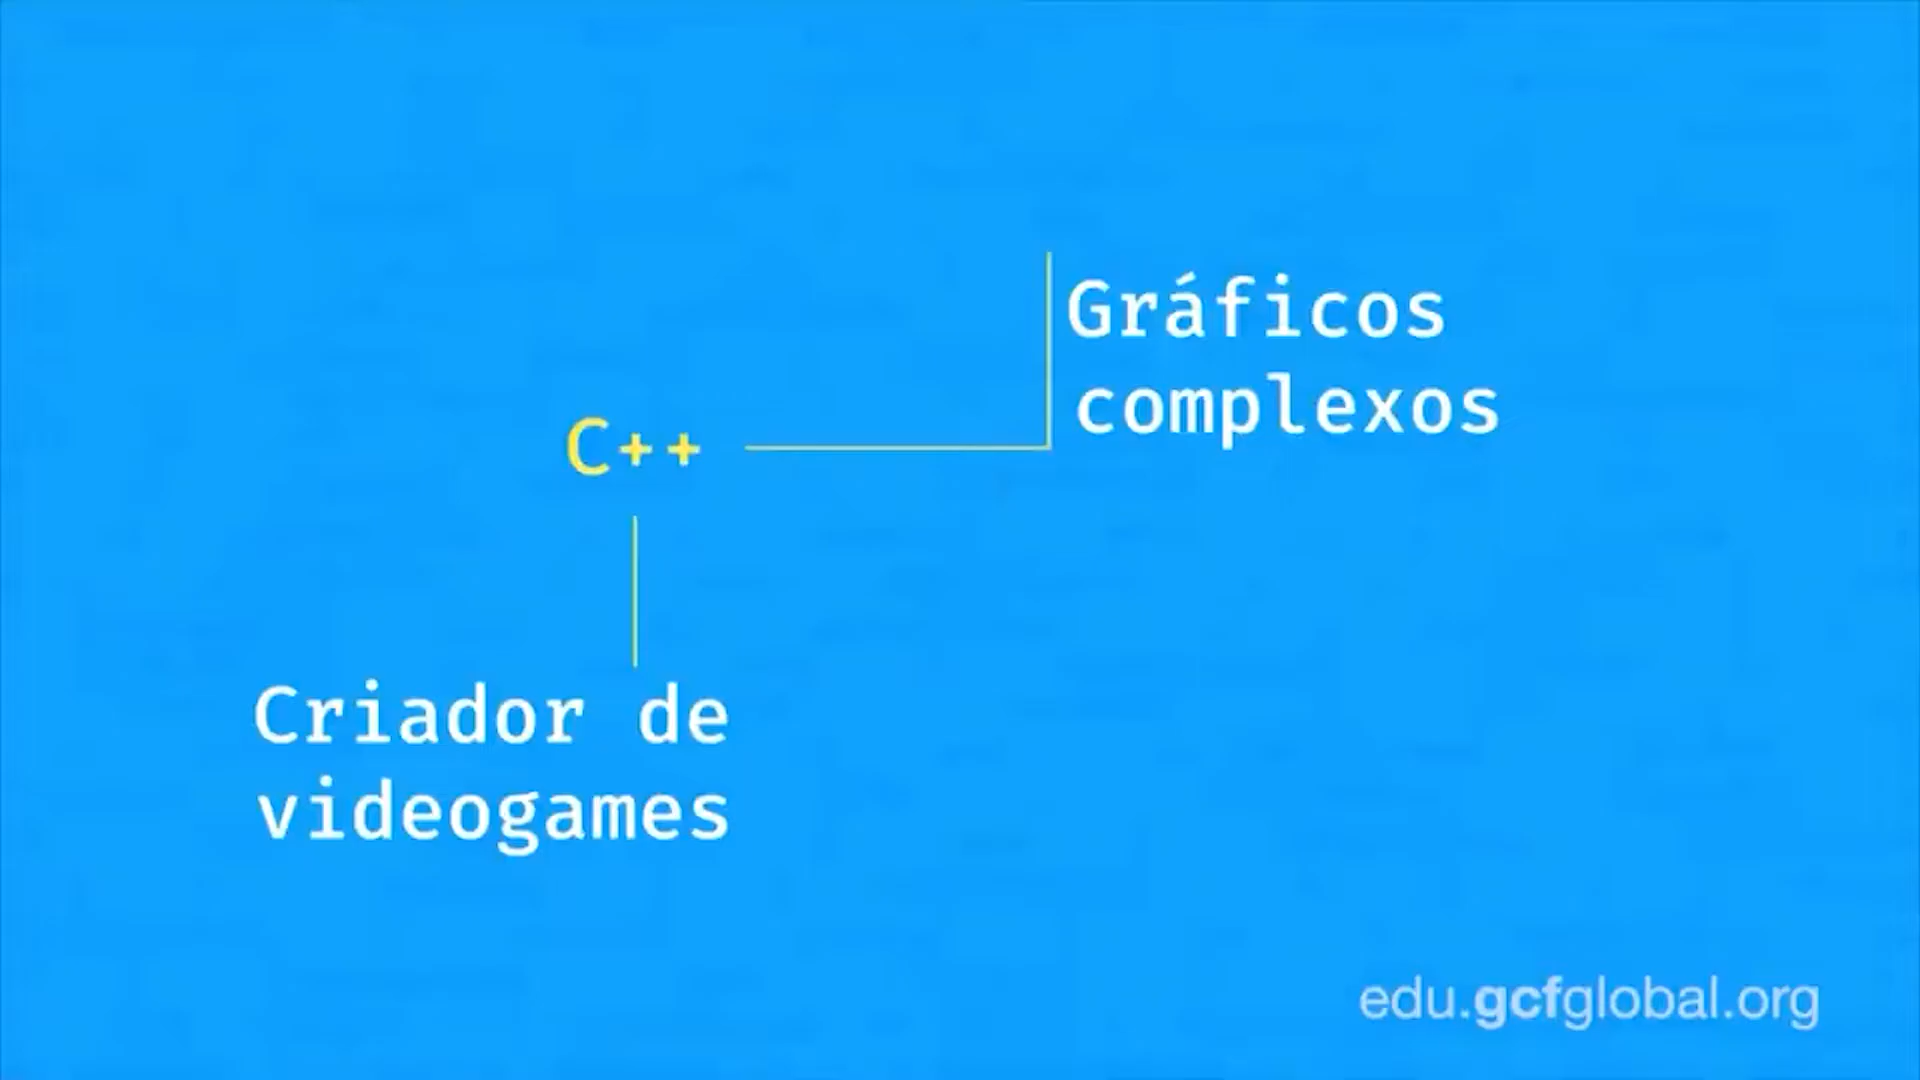 Gráficos
complexos
C++
Criador de
videogames
edu.gcfglobal.org